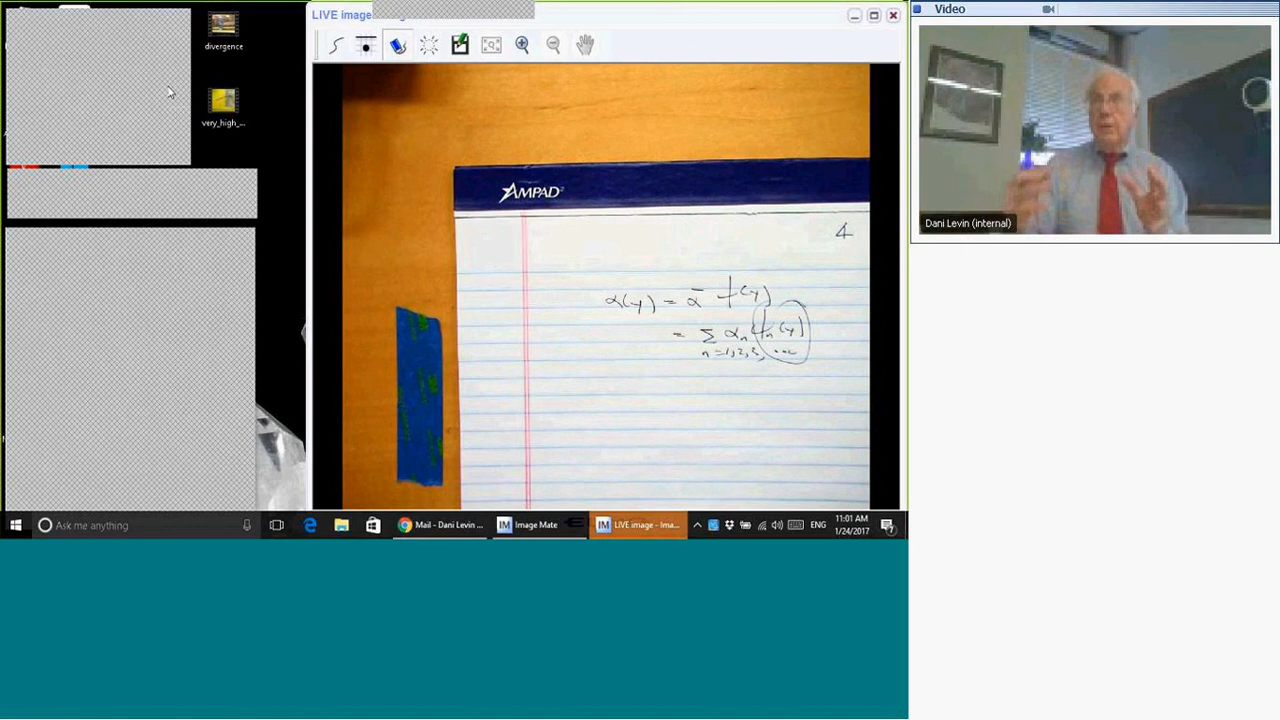 divergence
very_high_...
LIVE image
AMPAD
4
α(y) = ᾱ f(y)
= Σ αn fn(y)
n=1,2,3, ...
Video
Dani Levin (internal)
Ask me anything
Mail - Dani Levin ...
Image Mate
LIVE image - Ima...
ENG
11:01 AM
1/24/2017
7